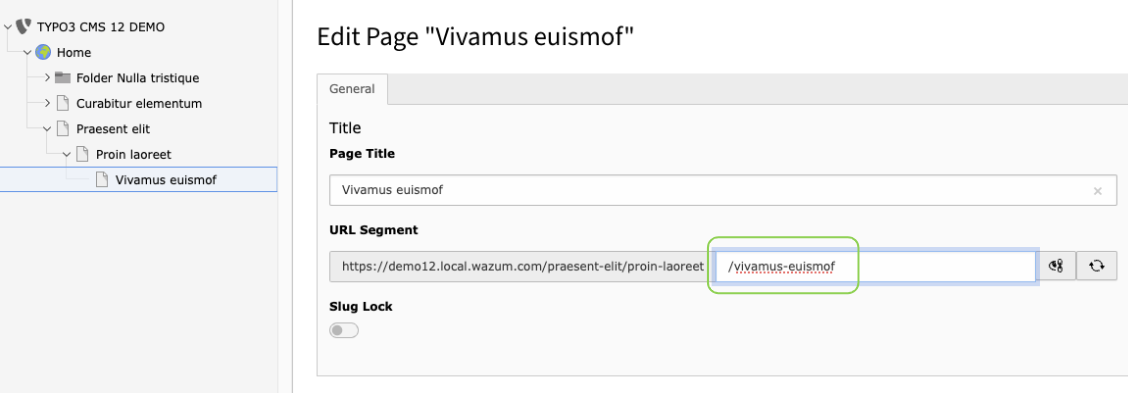 TYPO3 CMS 12 DEMO
Home
Folder Nulla tristique
Curabitur elementum
Praesent elit
Proin laoreet
Vivamus euismof
Edit Page "Vivamus euismof"
General
Title
Page Title
Vivamus euismof
URL Segment
https://demo12.local.wazum.com/praesent-elit/proin-laoreet /vivamus-euismof
Slug Lock